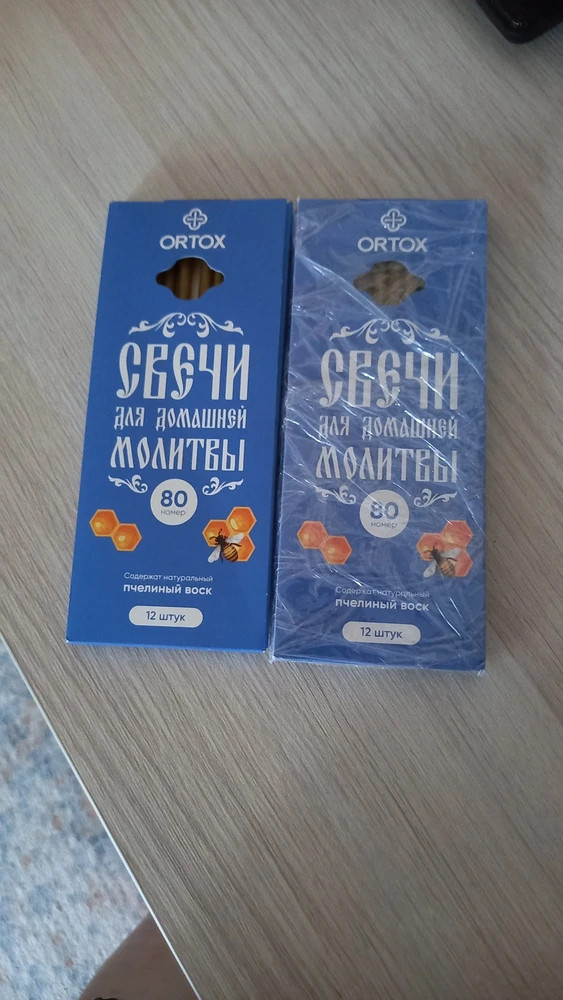 ORTOX
СВЕЧИ
ДЛЯ ДОМАШНЕЙ
МОЛИТВЫ
80
номер
Содержат натуральный
пчелиный воск
12 штук
ORTOX
СВЕЧИ
ДЛЯ ДОМАШНЕЙ
МОЛИТВЫ
80
номер
Содержат натуральный
пчелиный воск
12 штук